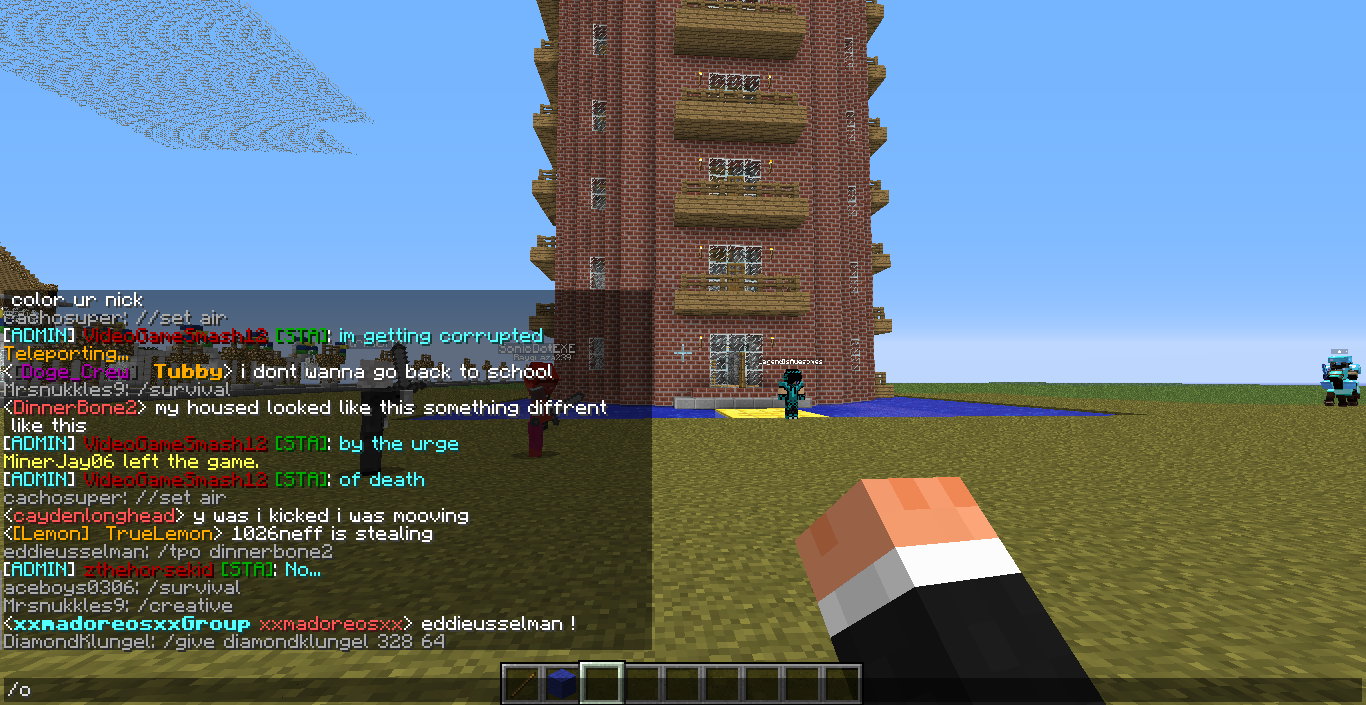 color ur nick
cachosuper: //set air
[ADMIN] VideoGameSmash12 [STA]: im getting corrupted
Teleporting...
SonicDotEXE
< Doge_Crew Tubby> i dont wanna go back to school
Mrsnukkles9: /survival
<DinnerBone2> my housed looked like this something diffrent
like this
[ADMIN] VideoGameSmash12 [STA]: by the urge
MinerJay06 left the game.
[ADMIN] VideoGameSmash12 [STA]: of death
cachosuper: //set air
<caydenlonghead> y was i kicked i was mooving
<[Lemon] TrueLemon> 1026neff is stealing
eddieusselman: /tpo dinnerbone2
[ADMIN] zthehorsekid [STA]: No...
aceboys0306: /survival
Mrsnukkles9: /creative
<xxmadoreosxxGroup xxmadoreosxx> eddieusselman !
DiamondKlungel: /give diamondklungel 328 64
/o